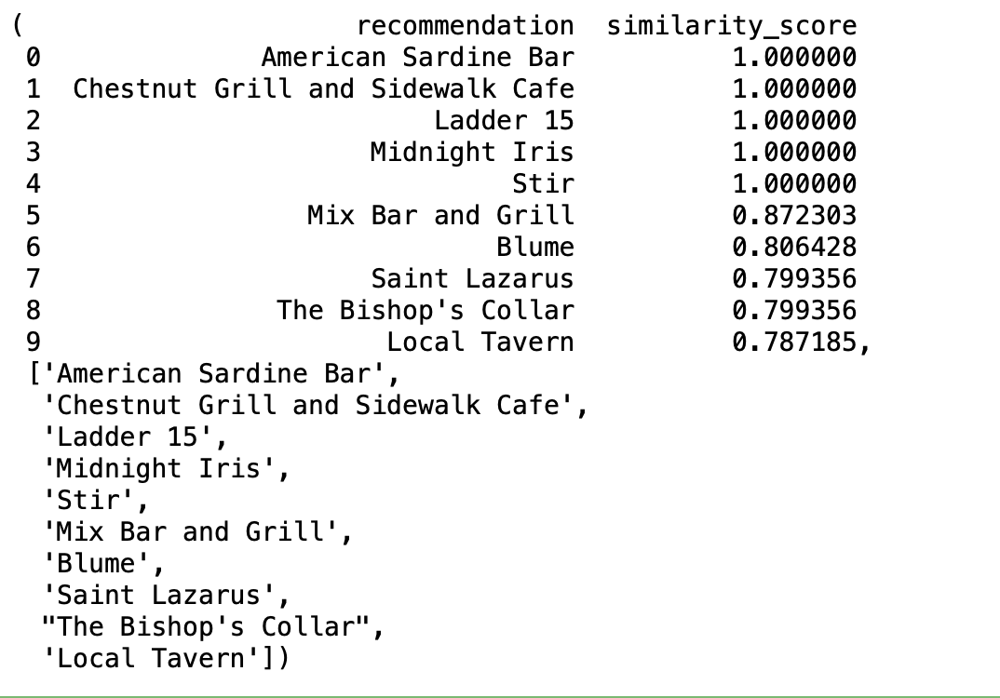 (                      recommendation  similarity_score
 0              American Sardine Bar          1.000000
 1  Chestnut Grill and Sidewalk Cafe          1.000000
 2                         Ladder 15          1.000000
 3                     Midnight Iris          1.000000
 4                              Stir          1.000000
 5                 Mix Bar and Grill          0.872303
 6                             Blume          0.806428
 7                     Saint Lazarus          0.799356
 8               The Bishop's Collar          0.799356
 9                      Local Tavern          0.787185,
 ['American Sardine Bar',
  'Chestnut Grill and Sidewalk Cafe',
  'Ladder 15',
  'Midnight Iris',
  'Stir',
  'Mix Bar and Grill',
  'Blume',
  'Saint Lazarus',
  "The Bishop's Collar",
  'Local Tavern'])